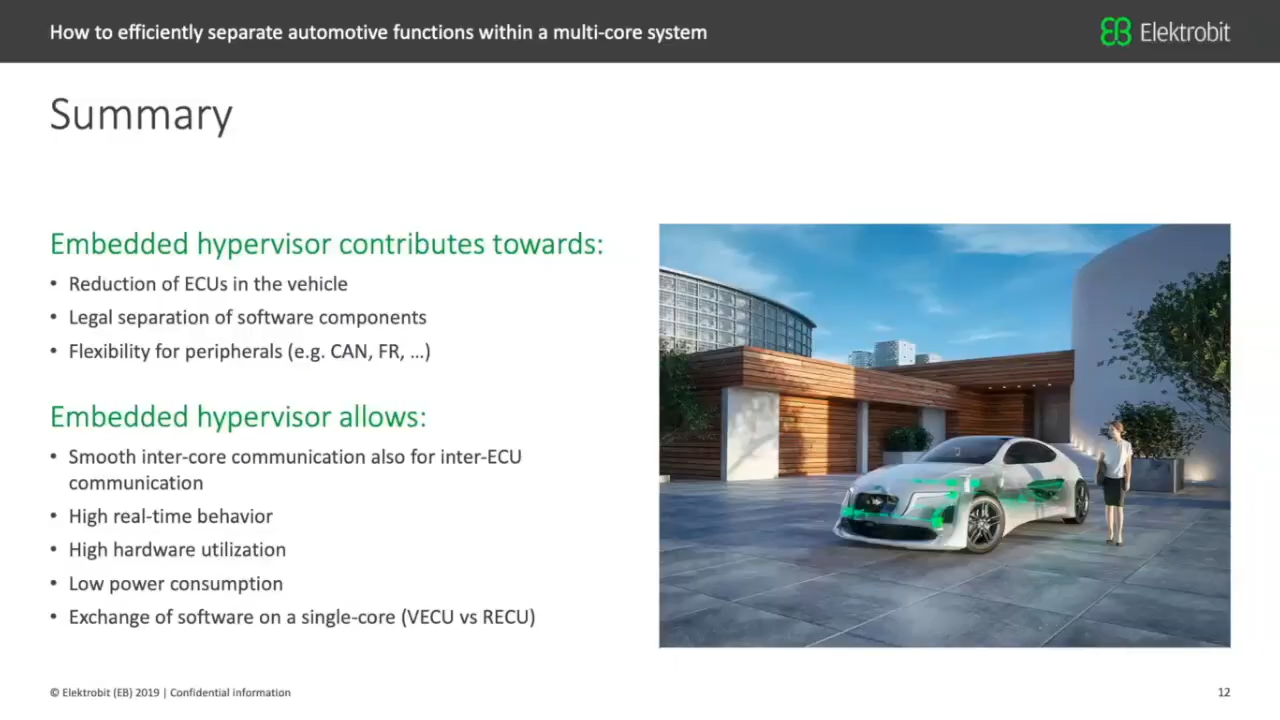 How to efficiently separate automotive functions within a multi-core system
Elektrobit
Summary
Embedded hypervisor contributes towards:
• Reduction of ECUs in the vehicle
• Legal separation of software components
• Flexibility for peripherals (e.g. CAN, FR, ...)
Embedded hypervisor allows:
• Smooth inter-core communication also for inter-ECU
communication
• High real-time behavior
• High hardware utilization
• Low power consumption
• Exchange of software on a single-core (VECU vs RECU)
© Elektrobit (EB) 2019 | Confidential information
12